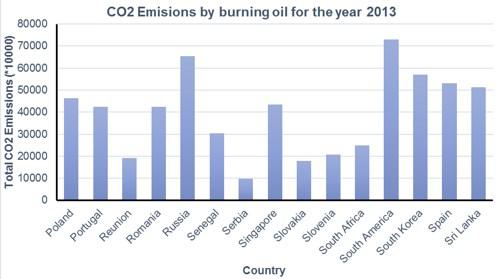 CO2 Emisions by burning oil for the year 2013
Total CO2 Emissions (*10000)
80000
70000
60000
50000
40000
30000
20000
10000
0
Poland
Portugal
Reunion
Romania
Russia
Senegal
Serbia
Singapore
Slovakia
Slovenia
South Africa
South America
South Korea
Spain
Sri Lanka
Country